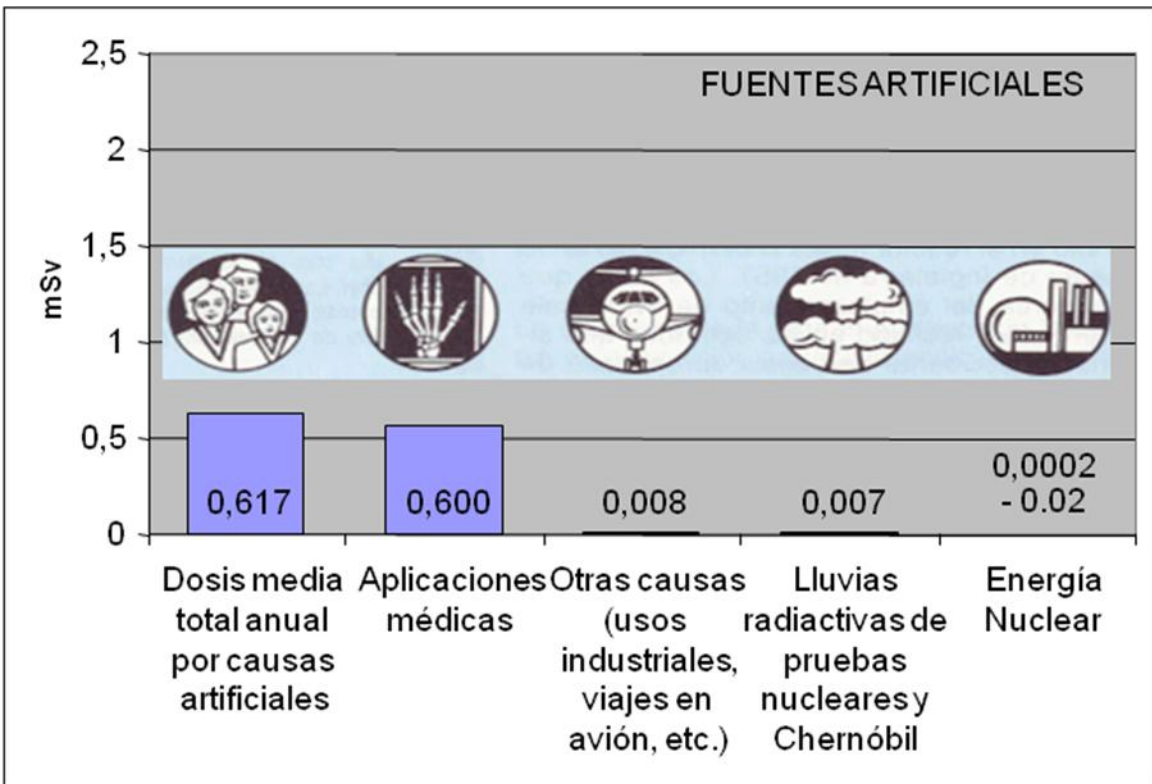 2,5
FUENTES ARTIFICIALES
2
1,5
mSv
1
0,5
0
0,617
0,600
0,008
0,007
0,0002
- 0.02
Dosis media
total anual
por causas
artificiales
Aplicaciones
médicas
Otras causas
(usos
industriales,
viajes en
avión, etc.)
Lluvias
radiactivas de
pruebas
nucleares y
Chernóbil
Energía
Nuclear